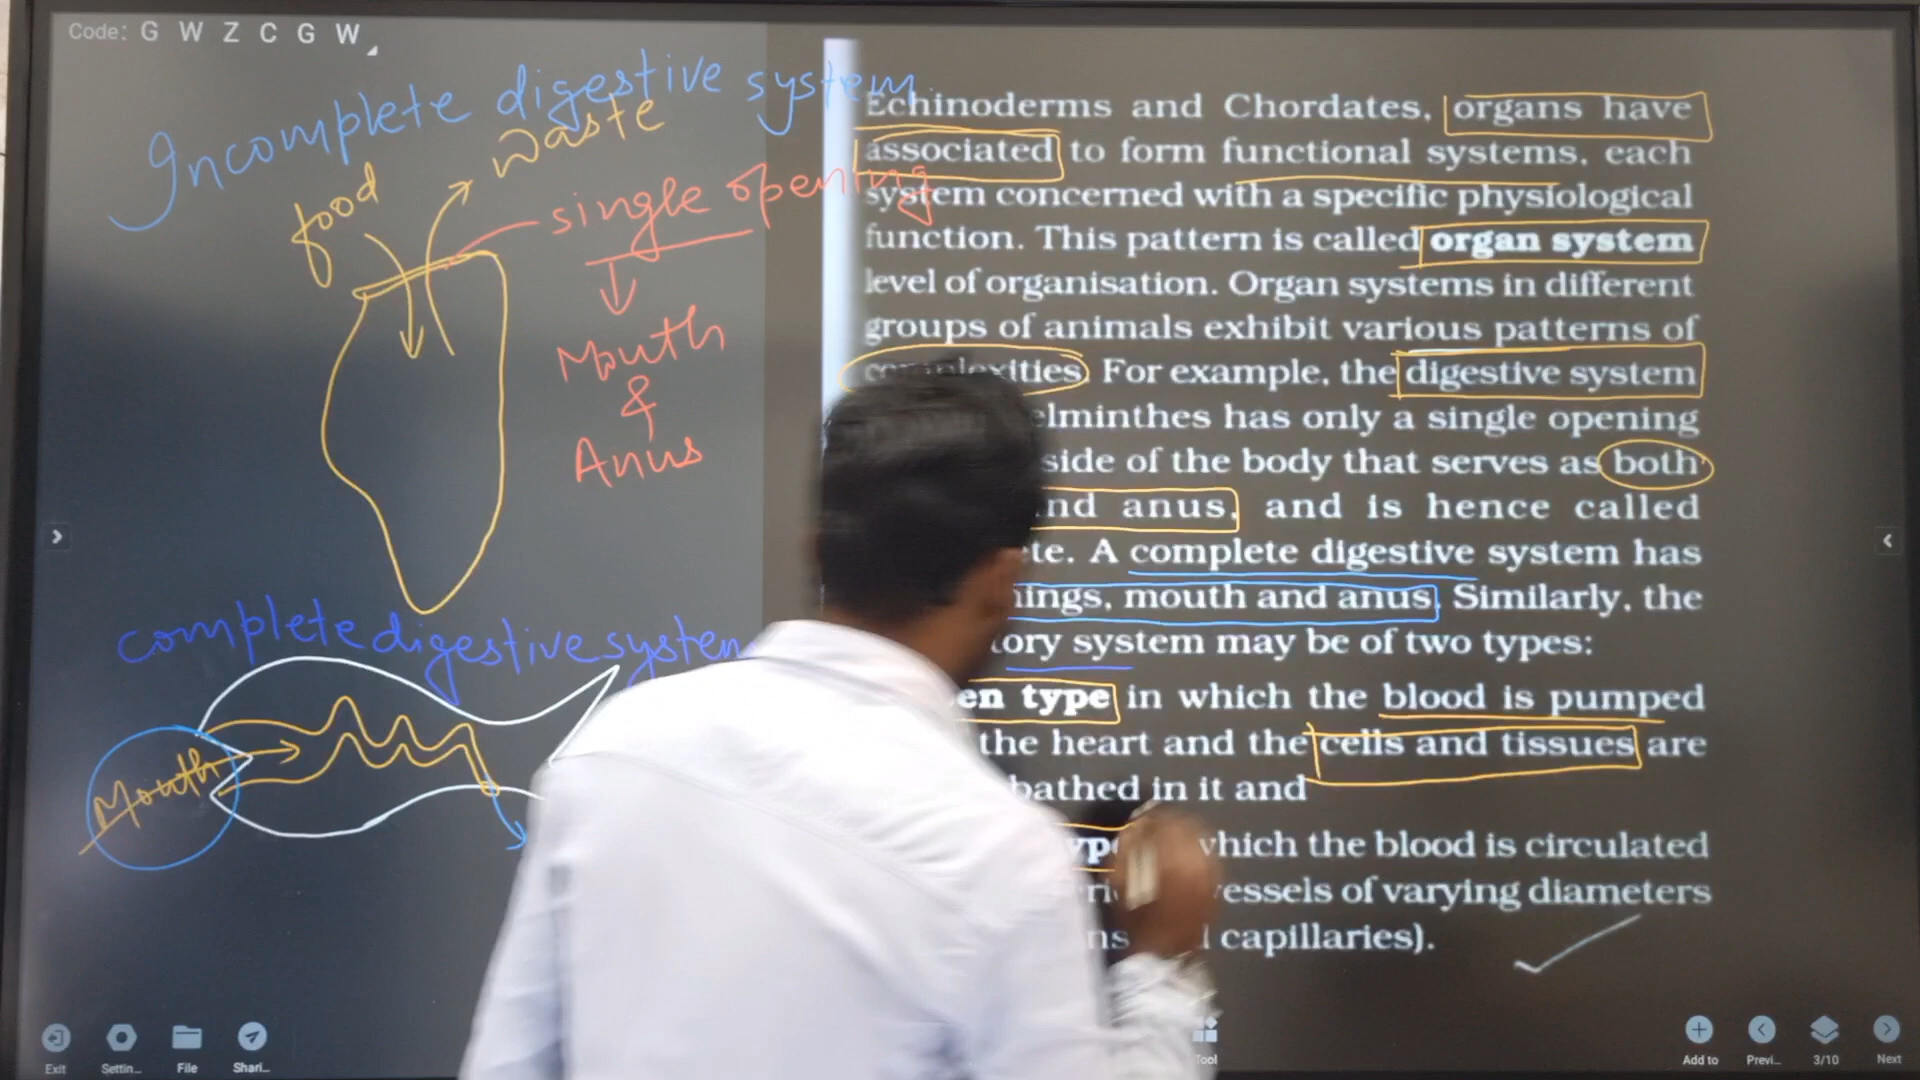 Code: G W Z C G W
Incomplete digestive system
waste
food
single opening
Mouth
&
Anus
complete digestive system
Mouth
Echinoderms and Chordates, organs have
associated to form functional systems, each
system concerned with a specific physiological
function. This pattern is called organ system
level of organisation. Organ systems in different
groups of animals exhibit various patterns of
complexities. For example, the digestive system
elminthes has only a single opening
side of the body that serves as both
nd anus, and is hence called
te. A complete digestive system has
ings, mouth and anus. Similarly, the
tory system may be of two types:
en type in which the blood is pumped
the heart and the cells and tissues are
bathed in it and
type which the blood is circulated
vessels of varying diameters
capillaries).
Exit
Settin...
File
Shari...
Tool
Add to
Previ...
3/10
Next